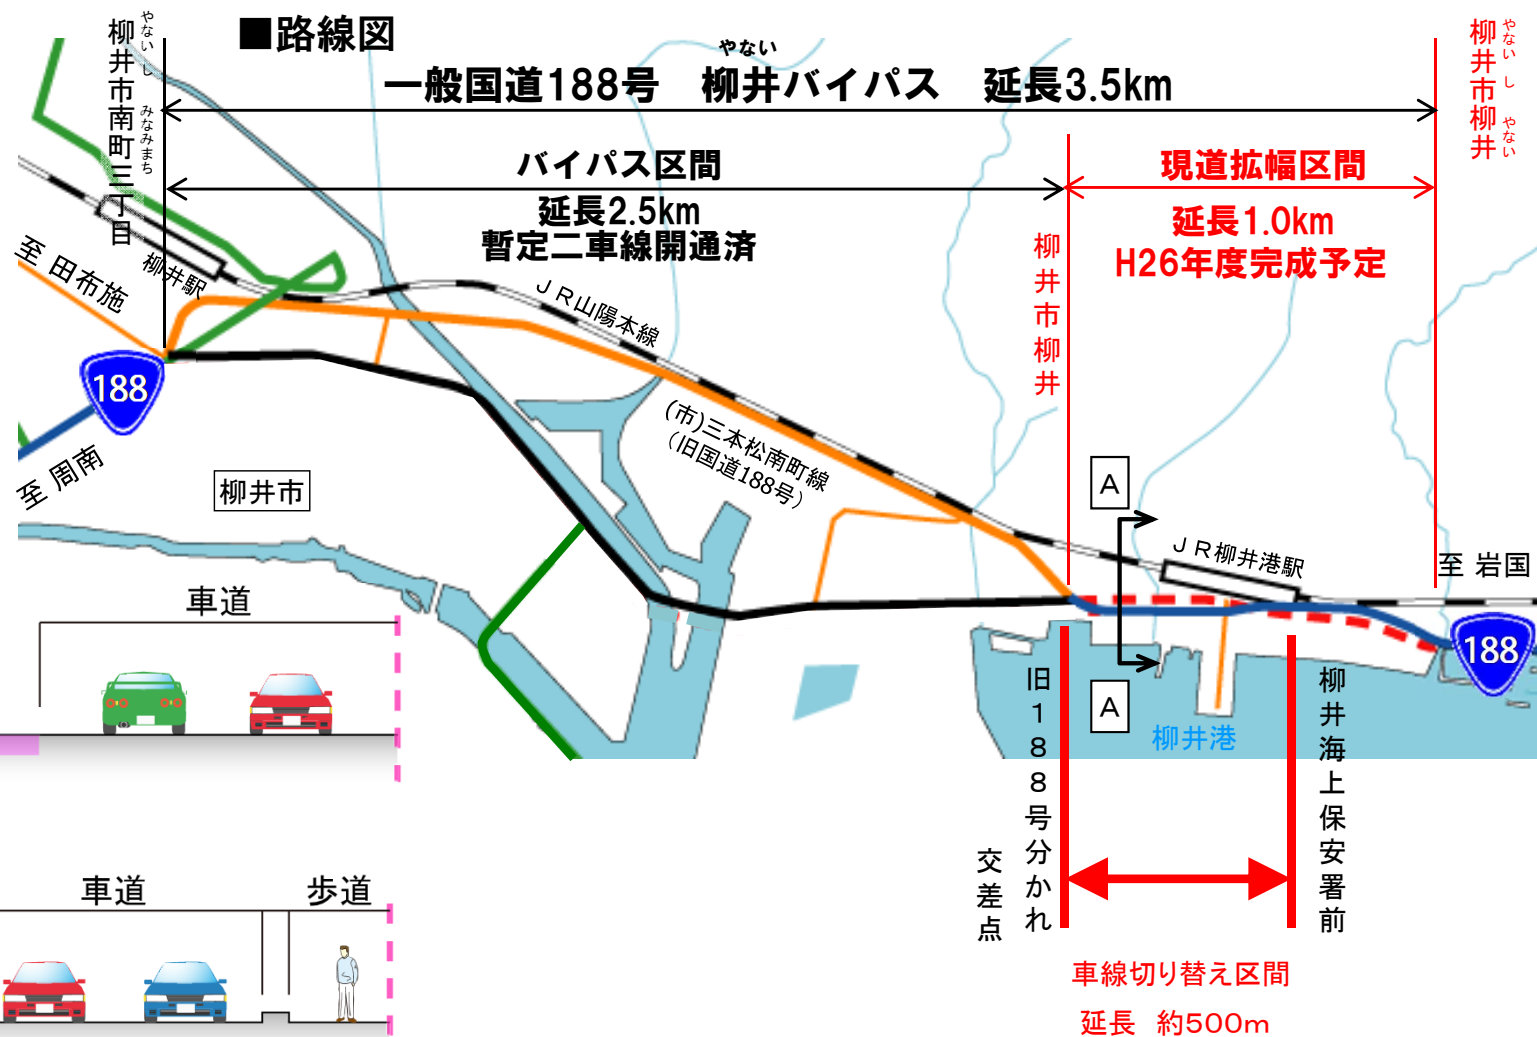 ■路線図
やない
一般国道188号　柳井バイパス　延長3.5km
柳井市南町三丁目
やないし　みなみまち
柳井市柳井
やない し やない
バイパス区間
延長2.5km
暫定二車線開通済
現道拡幅区間
延長1.0km
H26年度完成予定
柳井市柳井
至 田布施
柳井駅
ＪＲ山陽本線
188
至 周南
柳井市
(市)三本松南町線
（旧国道188号）
A
ＪＲ柳井港駅
至 岩国
188
A
柳井港
旧１８８号分かれ
交差点
柳井海上保安署前
車線切り替え区間
延長　約500m
車道
車道
歩道